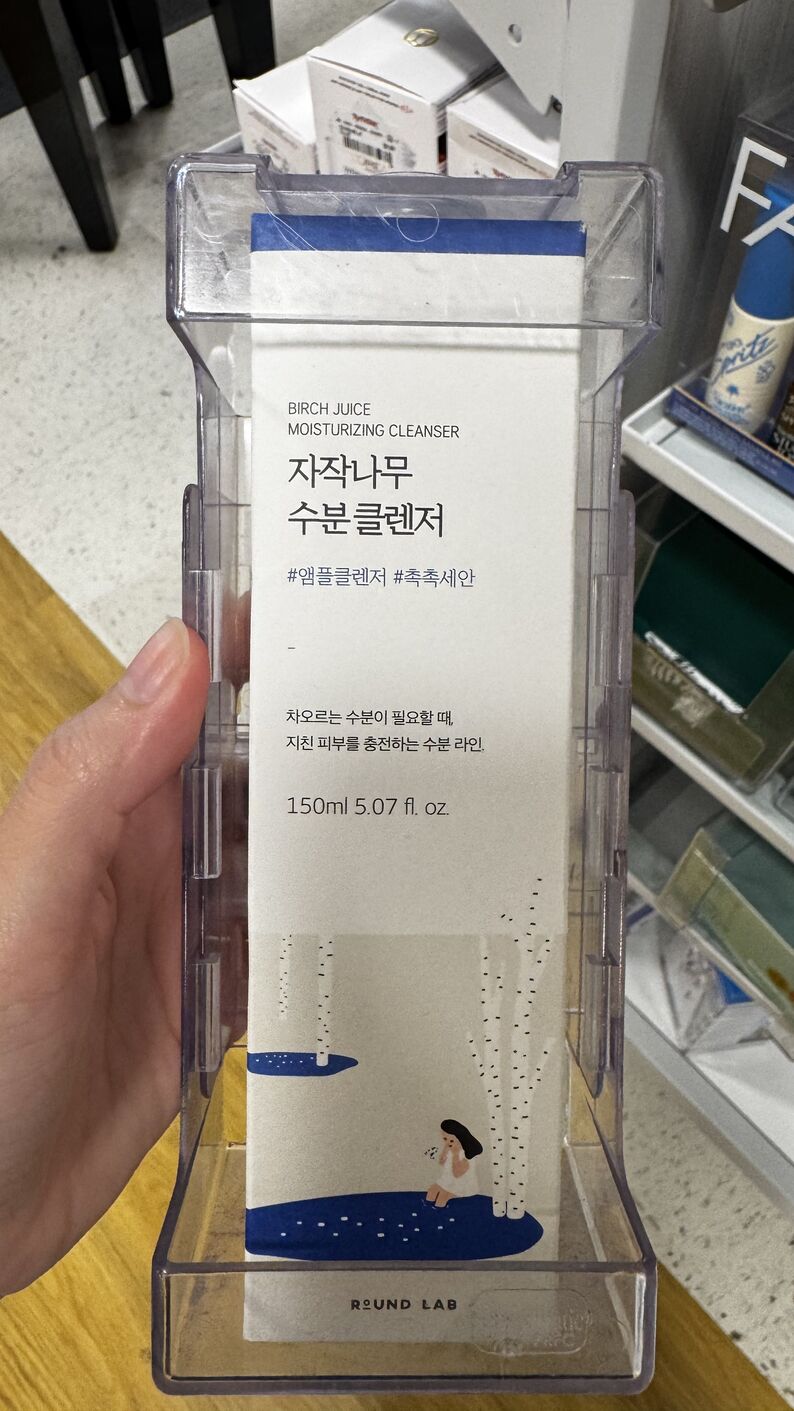 BIRCH JUICE
MOISTURIZING CLEANSER
자작나무
수분 클렌저
#앰플클렌저 #촉촉세안
-
차오르는 수분이 필요할 때,
지친 피부를 충전하는 수분 라인.
150ml 5.07 fl. oz.
ROUND LAB
FA
Spritz